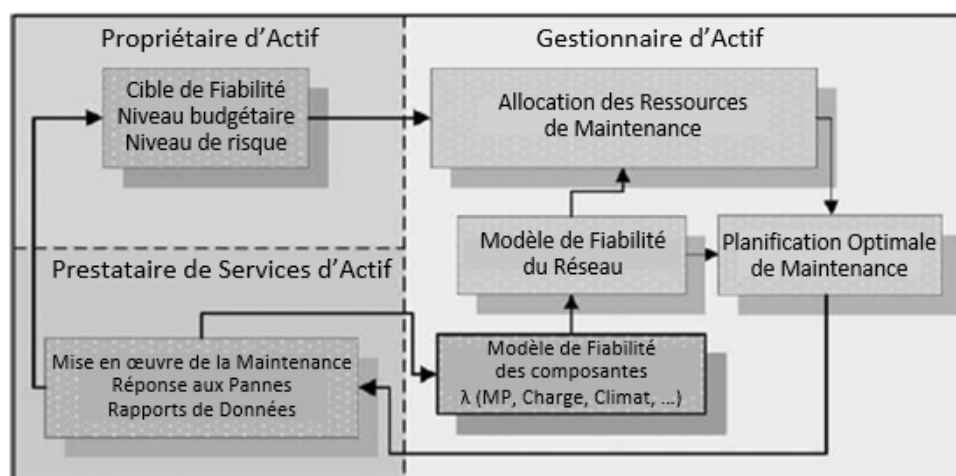 Propriétaire d'Actif
Gestionnaire d'Actif
Cible de Fiabilité
Niveau budgétaire
Niveau de risque
Allocation des Ressources
de Maintenance
Modèle de Fiabilité
du Réseau
Planification Optimale
de Maintenance
Prestataire de Services d'Actif
Mise en œuvre de la Maintenance
Réponse aux Pannes
Rapports de Données
Modèle de Fiabilité
des composantes
λ (MP, Charge, Climat, ...)